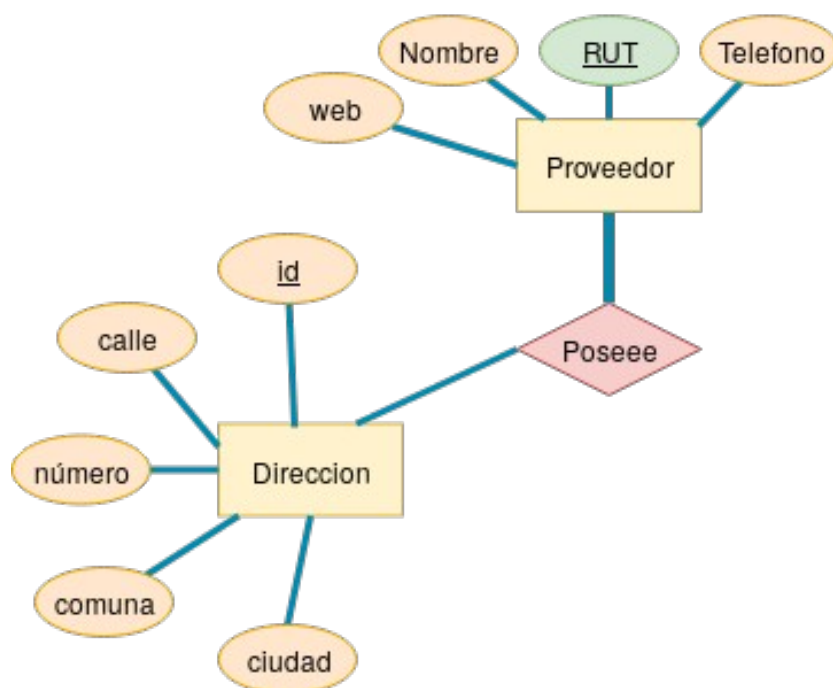 Nombre
RUT
Telefono
web
Proveedor
id
calle
Poseee
número
Direccion
comuna
ciudad